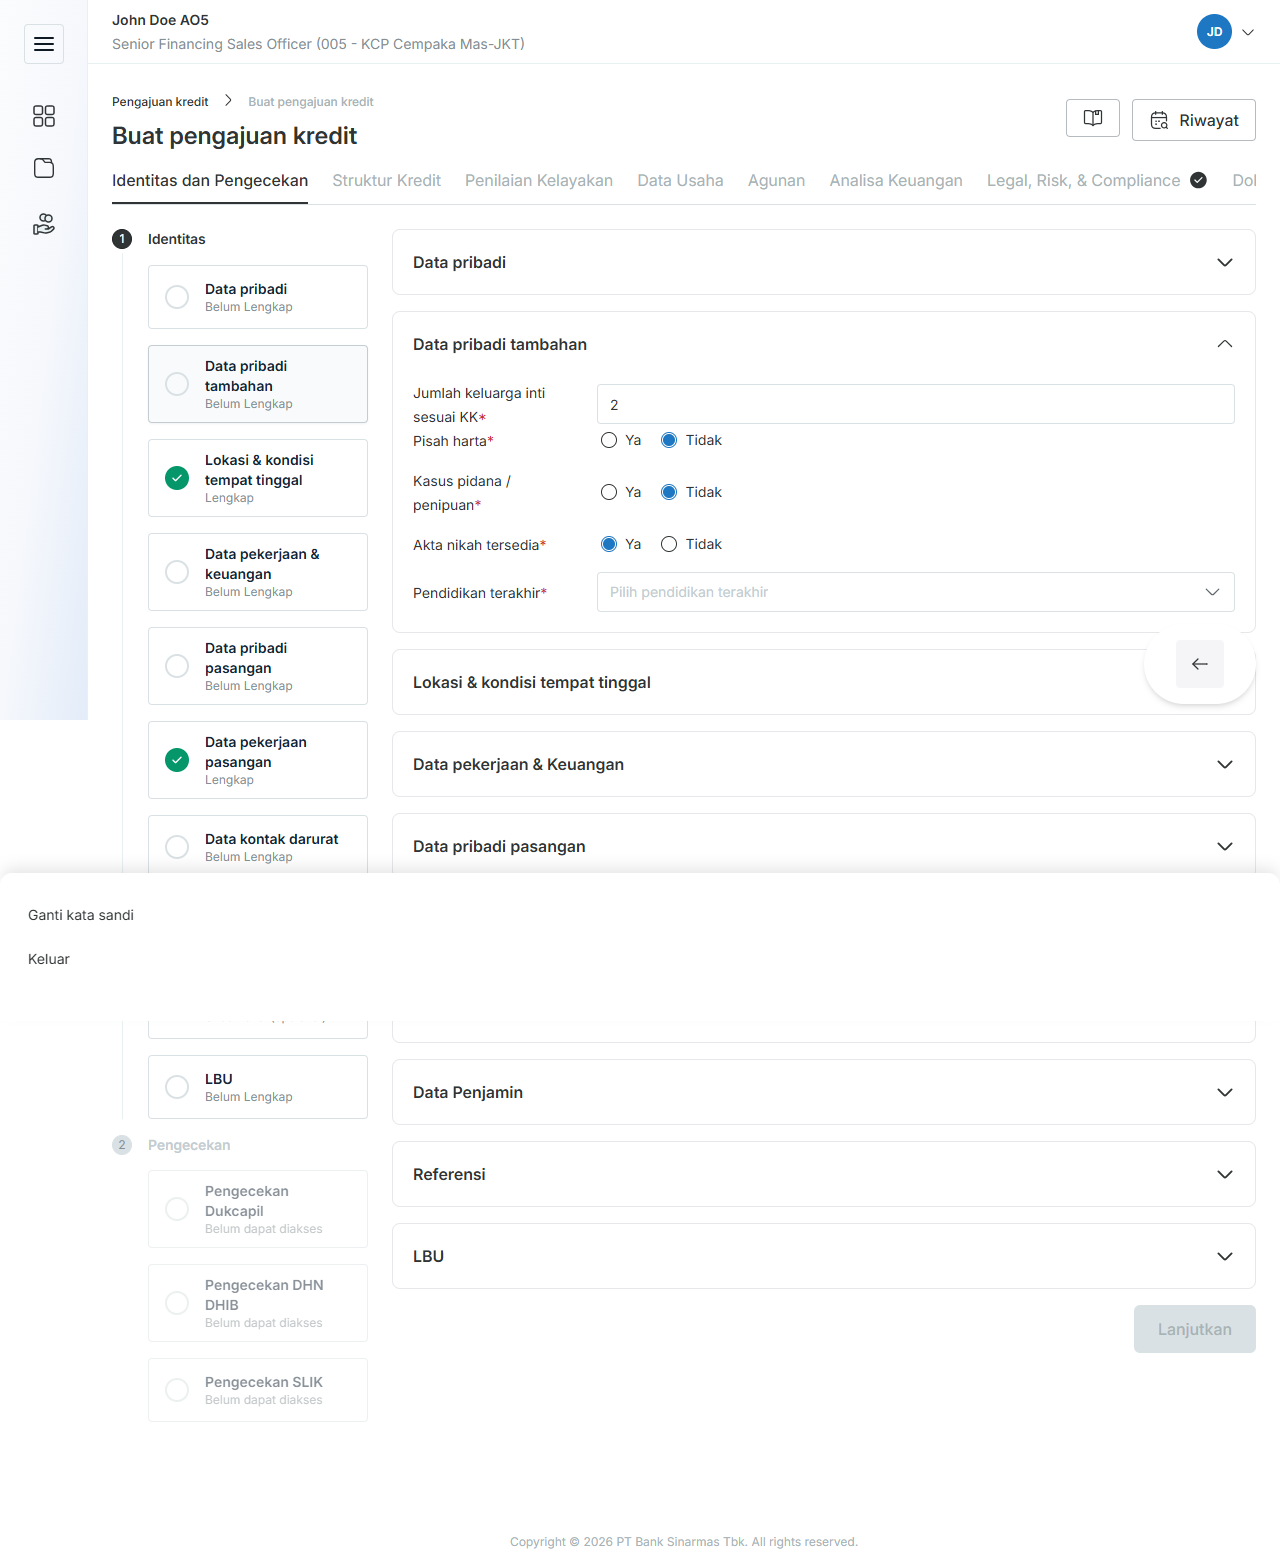 John Doe AO5
Senior Financing Sales Officer (005 - KCP Cempaka Mas-JKT)
JD
Pengajuan kredit
Buat pengajuan kredit
Buat pengajuan kredit
Riwayat
Identitas dan Pengecekan
Struktur Kredit
Penilaian Kelayakan
Data Usaha
Agunan
Analisa Keuangan
Legal, Risk, & Compliance
Dol
1
Identitas
Data pribadi
Belum Lengkap
Data pribadi
tambahan
Belum Lengkap
Lokasi & kondisi
tempat tinggal
Lengkap
Data pekerjaan &
keuangan
Belum Lengkap
Data pribadi
pasangan
Belum Lengkap
Data pekerjaan
pasangan
Lengkap
Data kontak darurat
Belum Lengkap
Data pribadi
Data pribadi tambahan
Jumlah keluarga inti
sesuai KK*
2
Pisah harta*
Ya
Tidak
Kasus pidana /
penipuan*
Ya
Tidak
Akta nikah tersedia*
Ya
Tidak
Pendidikan terakhir*
Pilih pendidikan terakhir
Lokasi & kondisi tempat tinggal
Data pekerjaan & Keuangan
Data pribadi pasangan
Ganti kata sandi
Keluar
LBU
Belum Lengkap
2
Pengecekan
Pengecekan
Dukcapil
Belum dapat diakses
Pengecekan DHN
DHIB
Belum dapat diakses
Pengecekan SLIK
Belum dapat diakses
Data Penjamin
Referensi
LBU
Lanjutkan
Copyright © 2026 PT Bank Sinarmas Tbk. All rights reserved.